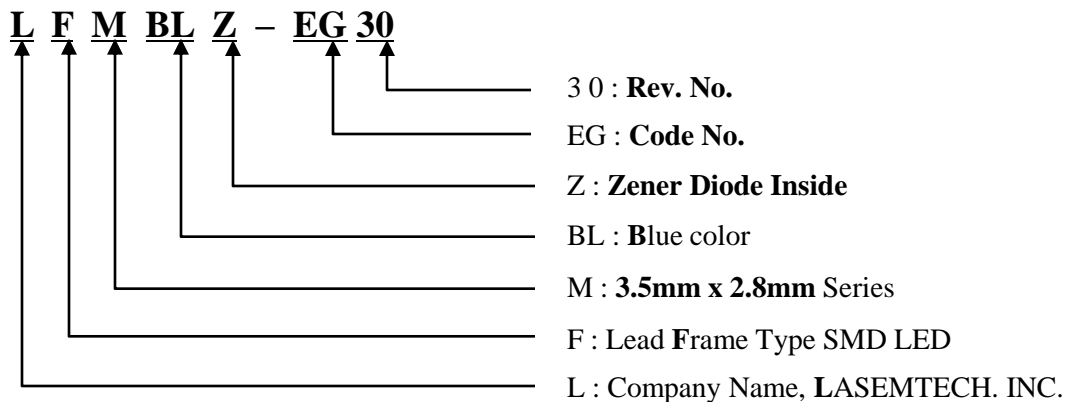 L F M BL Z – EG 30
3 0 : Rev. No.
EG : Code No.
Z : Zener Diode Inside
BL : Blue color
M : 3.5mm x 2.8mm Series
F : Lead Frame Type SMD LED
L : Company Name, LASEMTECH. INC.